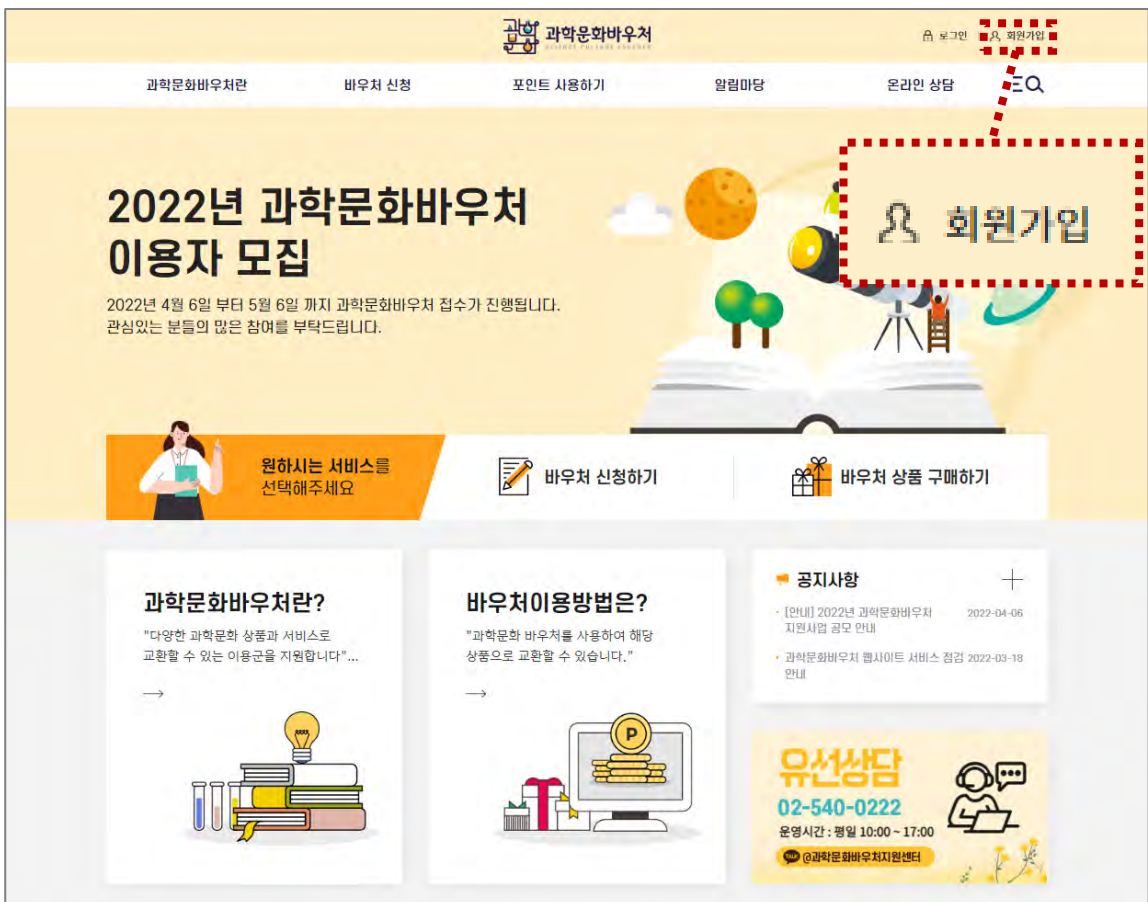 과학문화바우처
로그인
회원가입
과학문화바우처란
바우처 신청
포인트 사용하기
알림마당
온라인 상담
회원가입
2022년 과학문화바우처
이용자 모집
2022년 4월 6일 부터 5월 6일 까지 과학문화바우처 접수가 진행됩니다.
관심있는 분들의 많은 참여를 부탁드립니다.
원하시는 서비스를
선택해주세요
바우처 신청하기
바우처 상품 구매하기
과학문화바우처란?
"다양한 과학문화 상품과 서비스로
교환할 수 있는 이용군을 지원합니다"...
바우처이용방법은?
"과학문화 바우처를 사용하여 해당
상품으로 교환할 수 있습니다."
P
공지사항
[안내] 2022년 과학문화바우처 2022-04-06
지원사업 공모 안내
과학문화바우처 웹사이트 서비스 점검 2022-03-18
안내
유선상담
02-540-0222
운영시간 : 평일 10:00 ~ 17:00
@과학문화바우처지원센터